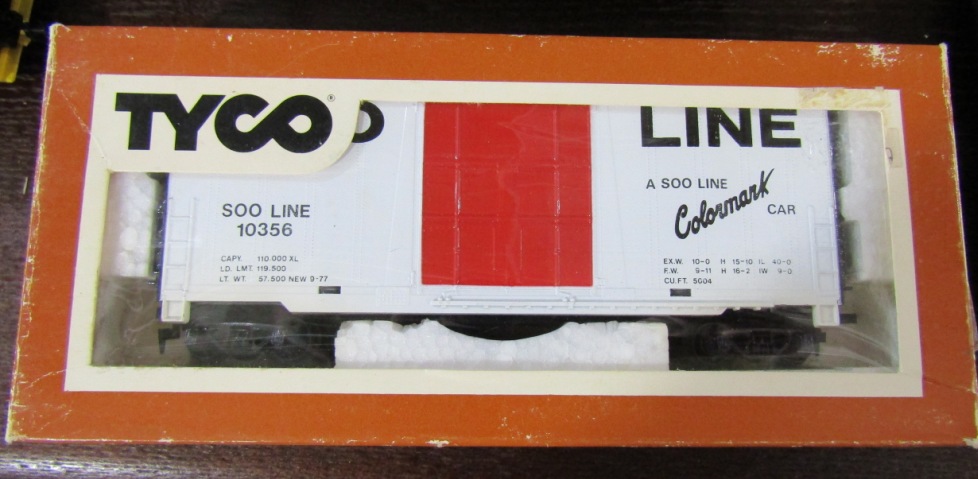 TYCO®
O LINE
SOO LINE
10356
CAPY. 110.000 XL
LD. LMT. 119.500
LT. WT. 57.500 NEW 9-77
A SOO LINE
Colormark
CAR
EX.W. 10-0 H 15-10 IL 40-0
F.W. 9-11 H 16-2 IW 9-0
CU.FT. 5004